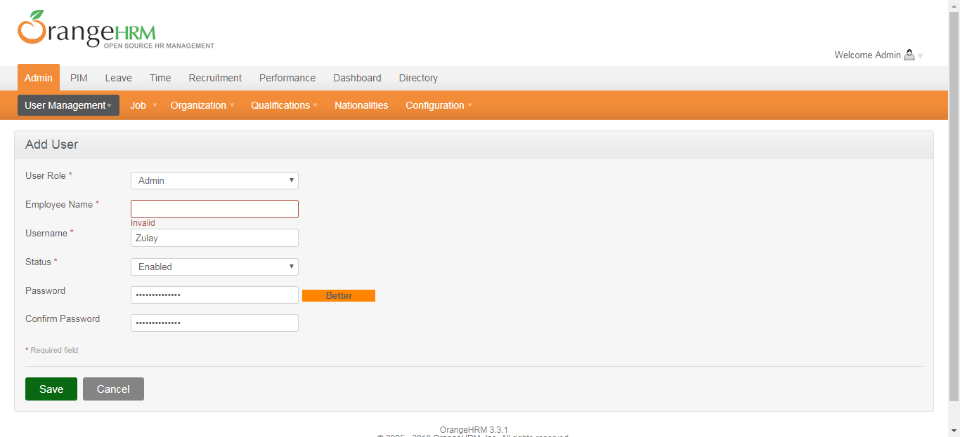 OrangeHRM
OPEN SOURCE HR MANAGEMENT
Welcome Admin
Admin PIM Leave Time Recruitment Performance Dashboard Directory
User Management Job Organization Qualifications Nationalities Configuration
Add User
User Role * Admin
Employee Name *
Invalid
Username * Zulay
Status * Enabled
Password •••••••••••••• Better
Confirm Password ••••••••••••••
* Required field
Save Cancel
OrangeHRM 3.3.1